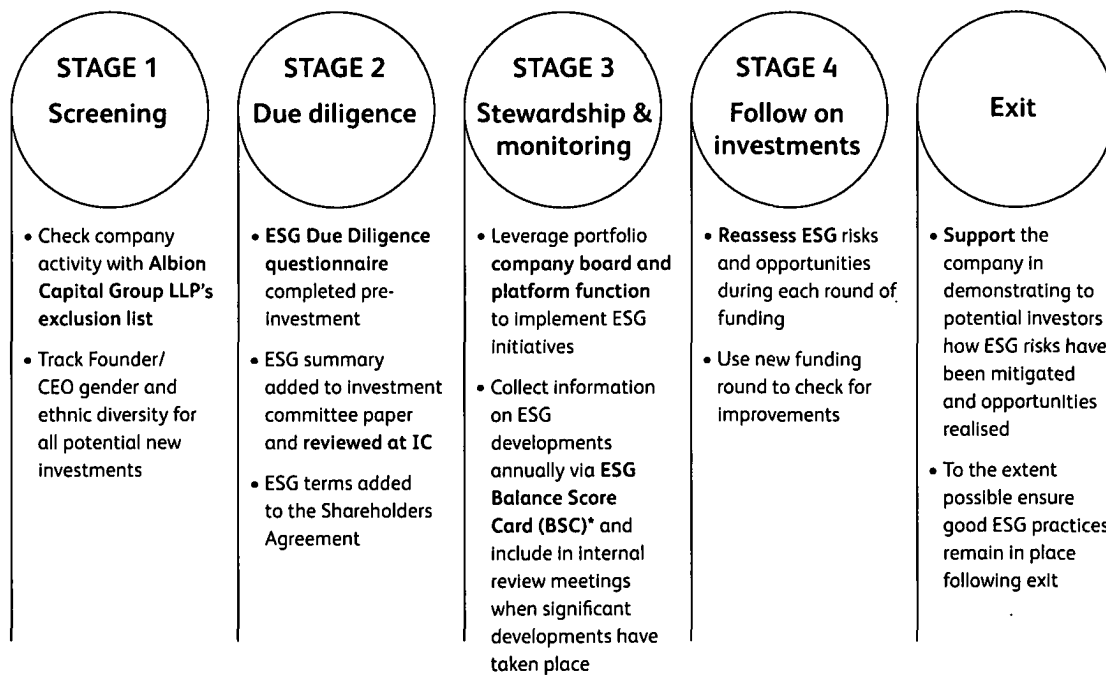 STAGE 1
Screening
• Check company
activity with Albion
Capital Group LLP's
exclusion list
• Track Founder/
CEO gender and
ethnic diversity for
all potential new
investments
STAGE 2
Due diligence
• ESG Due Diligence
questionnaire
completed pre-
investment
• ESG summary
added to investment
committee paper
and reviewed at IC
• ESG terms added
to the Shareholders
Agreement
STAGE 3
Stewardship &
monitoring
• Leverage portfolio
company board and
platform function
to implement ESG
initiatives
• Collect information
on ESG
developments
annually via ESG
Balance Score
Card (BSC)* and
include in internal
review meetings
when significant
developments have
taken place
STAGE 4
Follow on
investments
• Reassess ESG risks
and opportunities
during each round of
funding
• Use new funding
round to check for
improvements
Exit
• Support the
company in
demonstrating to
potential investors
how ESG risks have
been mitigated
and opportunities
realised
• To the extent
possible ensure
good ESG practices
remain in place
following exit